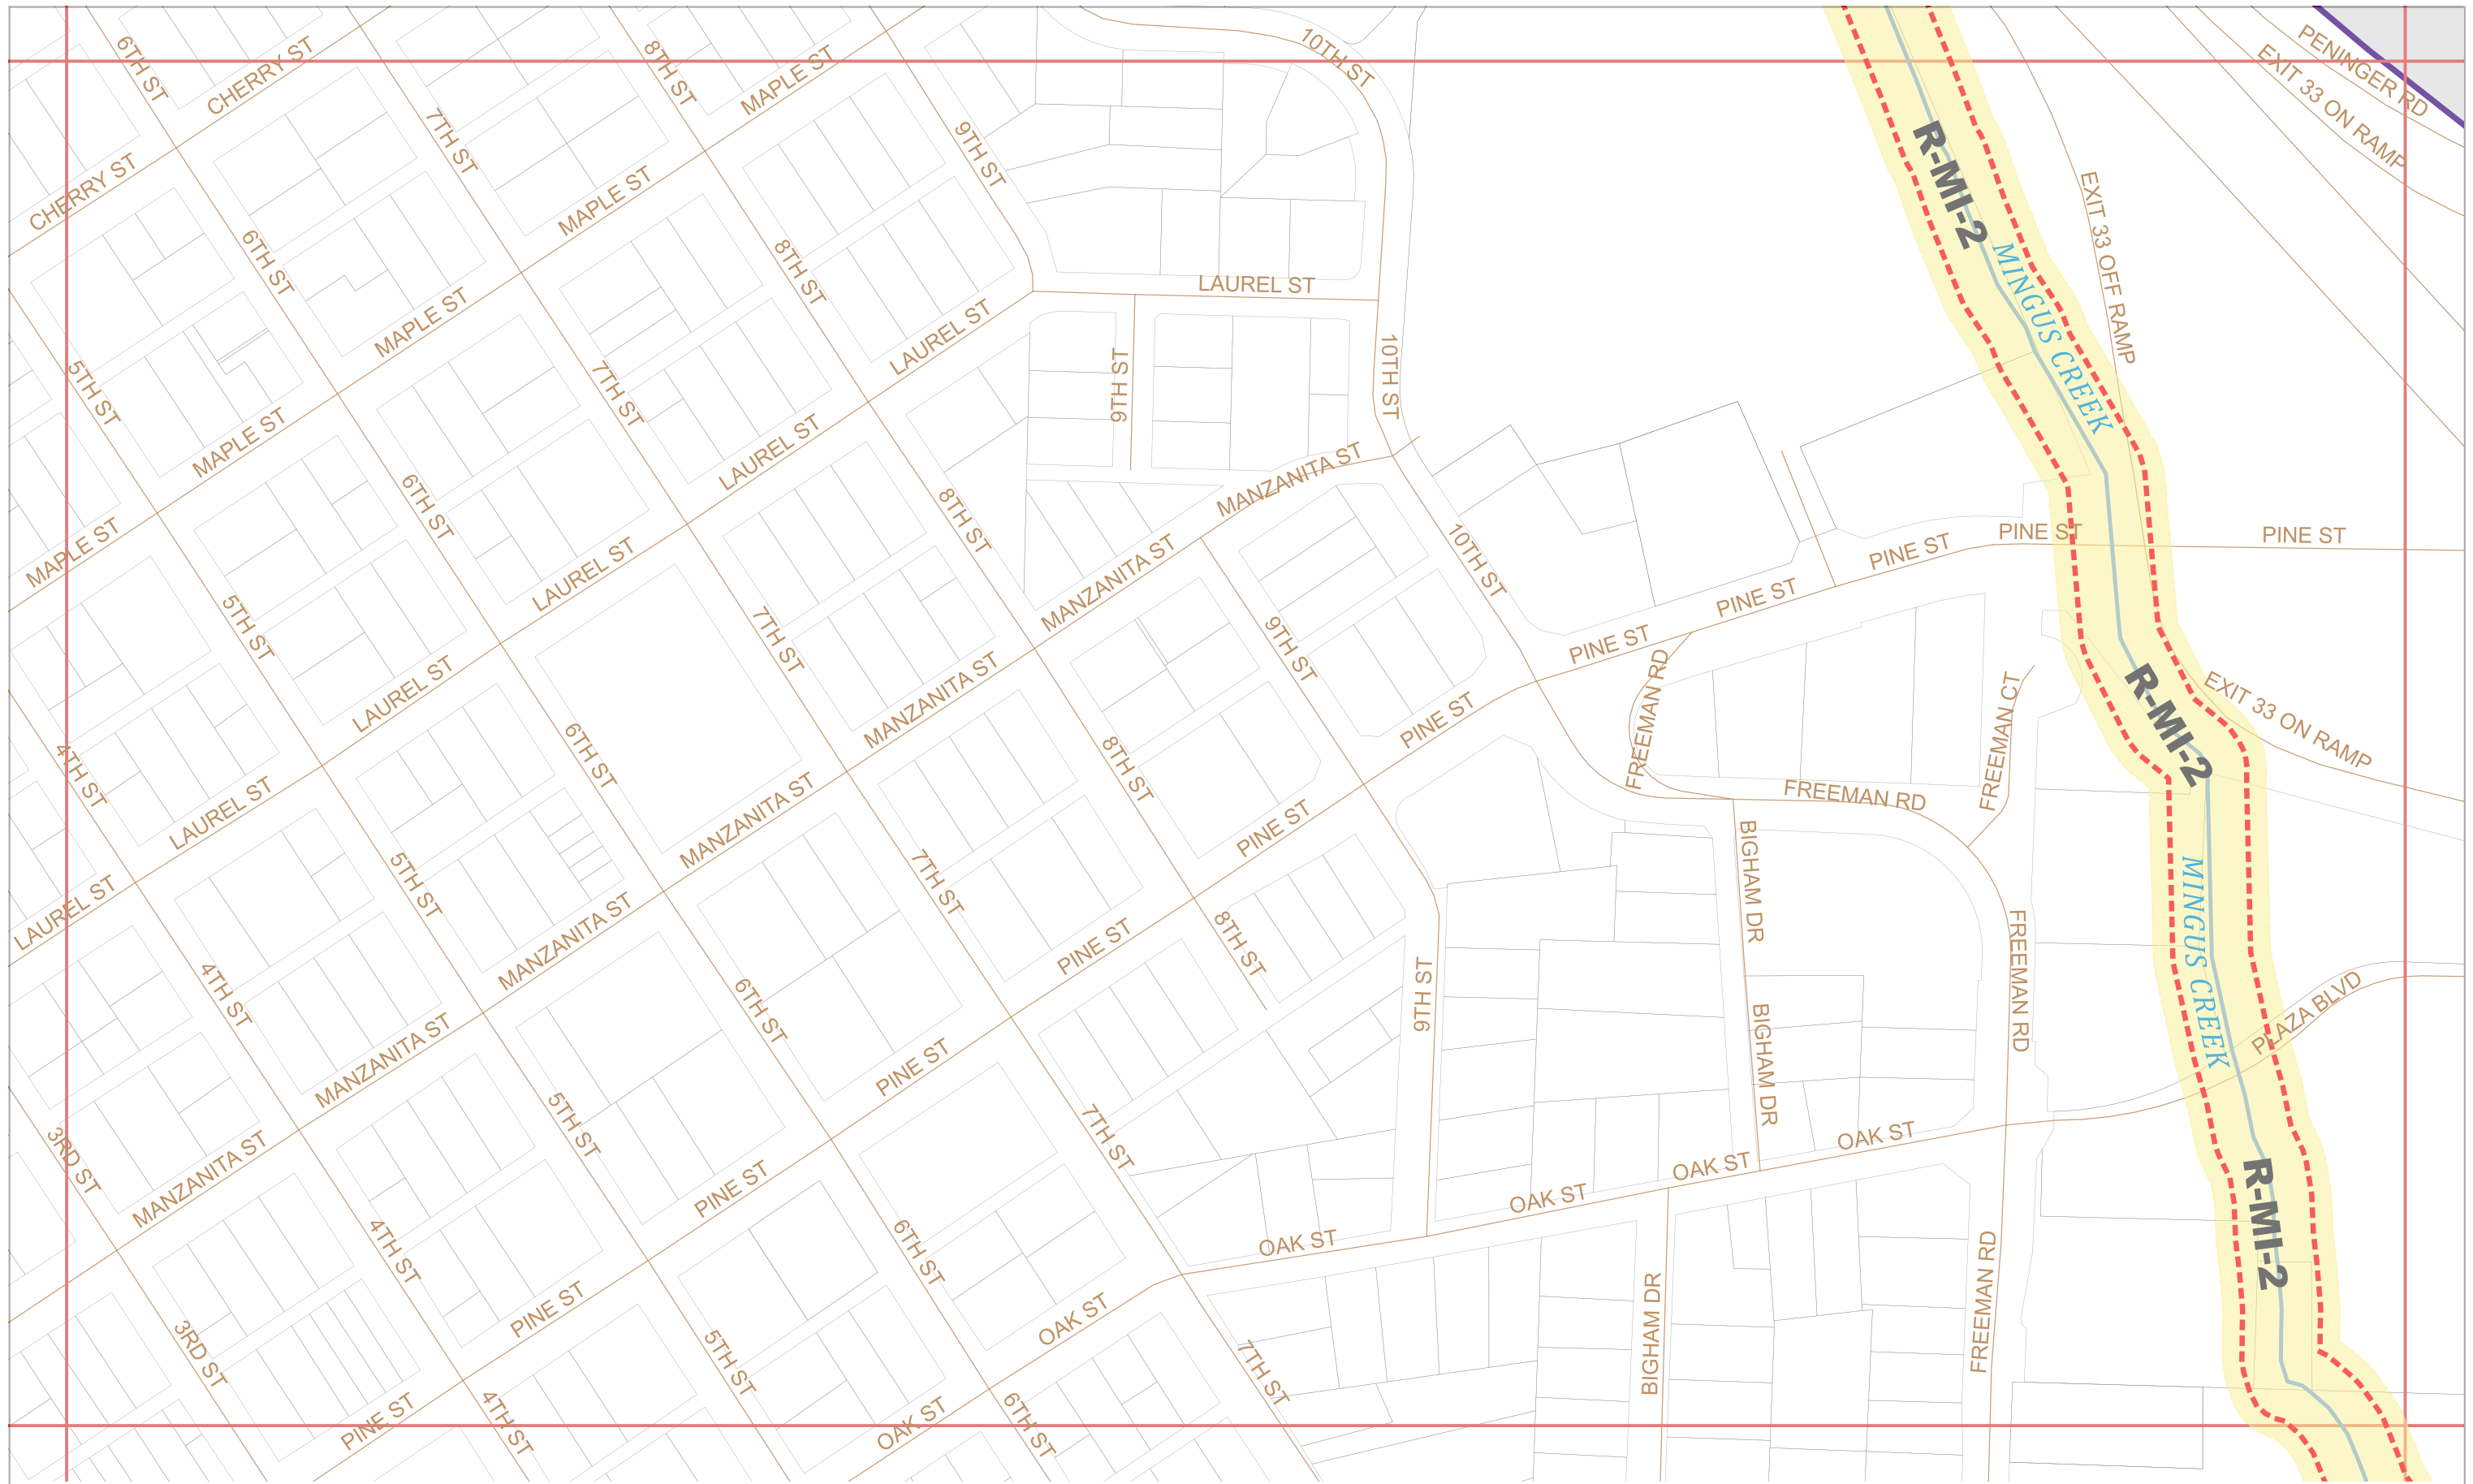 6TH ST
CHERRY ST
8TH ST
MAPLE ST
10TH ST
PENINGER RD
EXIT 33 ON RAMP
7TH ST
9TH ST
R-MI-2
CHERRY ST
MAPLE ST
6TH ST
8TH ST
LAUREL ST
EXIT 33 OFF RAMP
MINGUS CREEK
MAPLE ST
LAUREL ST
5TH ST
7TH ST
9TH ST
10TH ST
MAPLE ST
LAUREL ST
MANZANITA ST
6TH ST
8TH ST
10TH ST
PINE ST
PINE ST
PINE ST
MAPLE ST
LAUREL ST
MANZANITA ST
PINE ST
5TH ST
7TH ST
9TH ST
PINE ST
LAUREL ST
MANZANITA ST
PINE ST
FREEMAN RD
FREEMAN CT
EXIT 33 ON RAMP
R-MI-2
4TH ST
6TH ST
8TH ST
LAUREL ST
MANZANITA ST
PINE ST
FREEMAN RD
BIGHAM DR
5TH ST
7TH ST
LAUREL ST
MANZANITA ST
PINE ST
8TH ST
MINGUS CREEK
FREEMAN RD
4TH ST
6TH ST
9TH ST
PLAZA BLVD
BIGHAM DR
MANZANITA ST
PINE ST
5TH ST
7TH ST
OAK ST
3RD ST
MANZANITA ST
PINE ST
OAK ST
OAK ST
R-MI-2
4TH ST
6TH ST
OAK ST
FREEMAN RD
BIGHAM DR
PINE ST
OAK ST
3RD ST
5TH ST
7TH ST
PINE ST
4TH ST
OAK ST
6TH ST